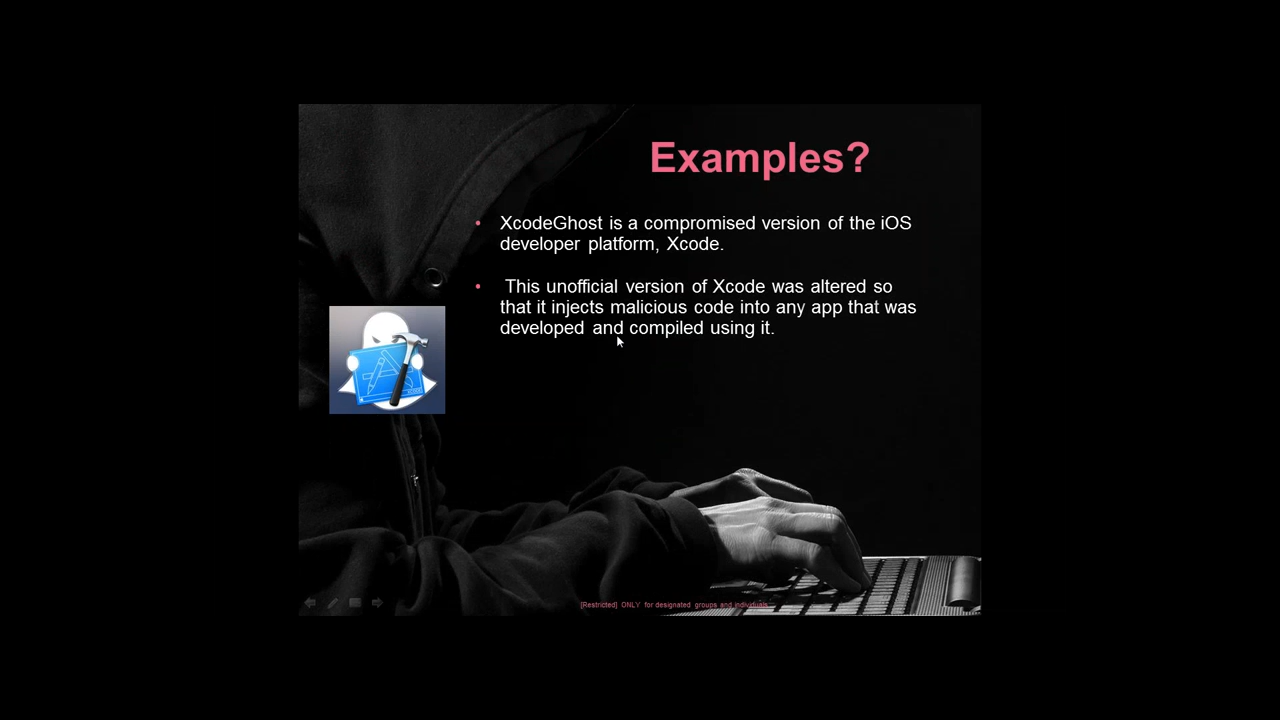 Examples?
• XcodeGhost is a compromised version of the iOS
developer platform, Xcode.
• This unofficial version of Xcode was altered so
that it injects malicious code into any app that was
developed and compiled using it.
[Restricted] ONLY for designated groups and individuals